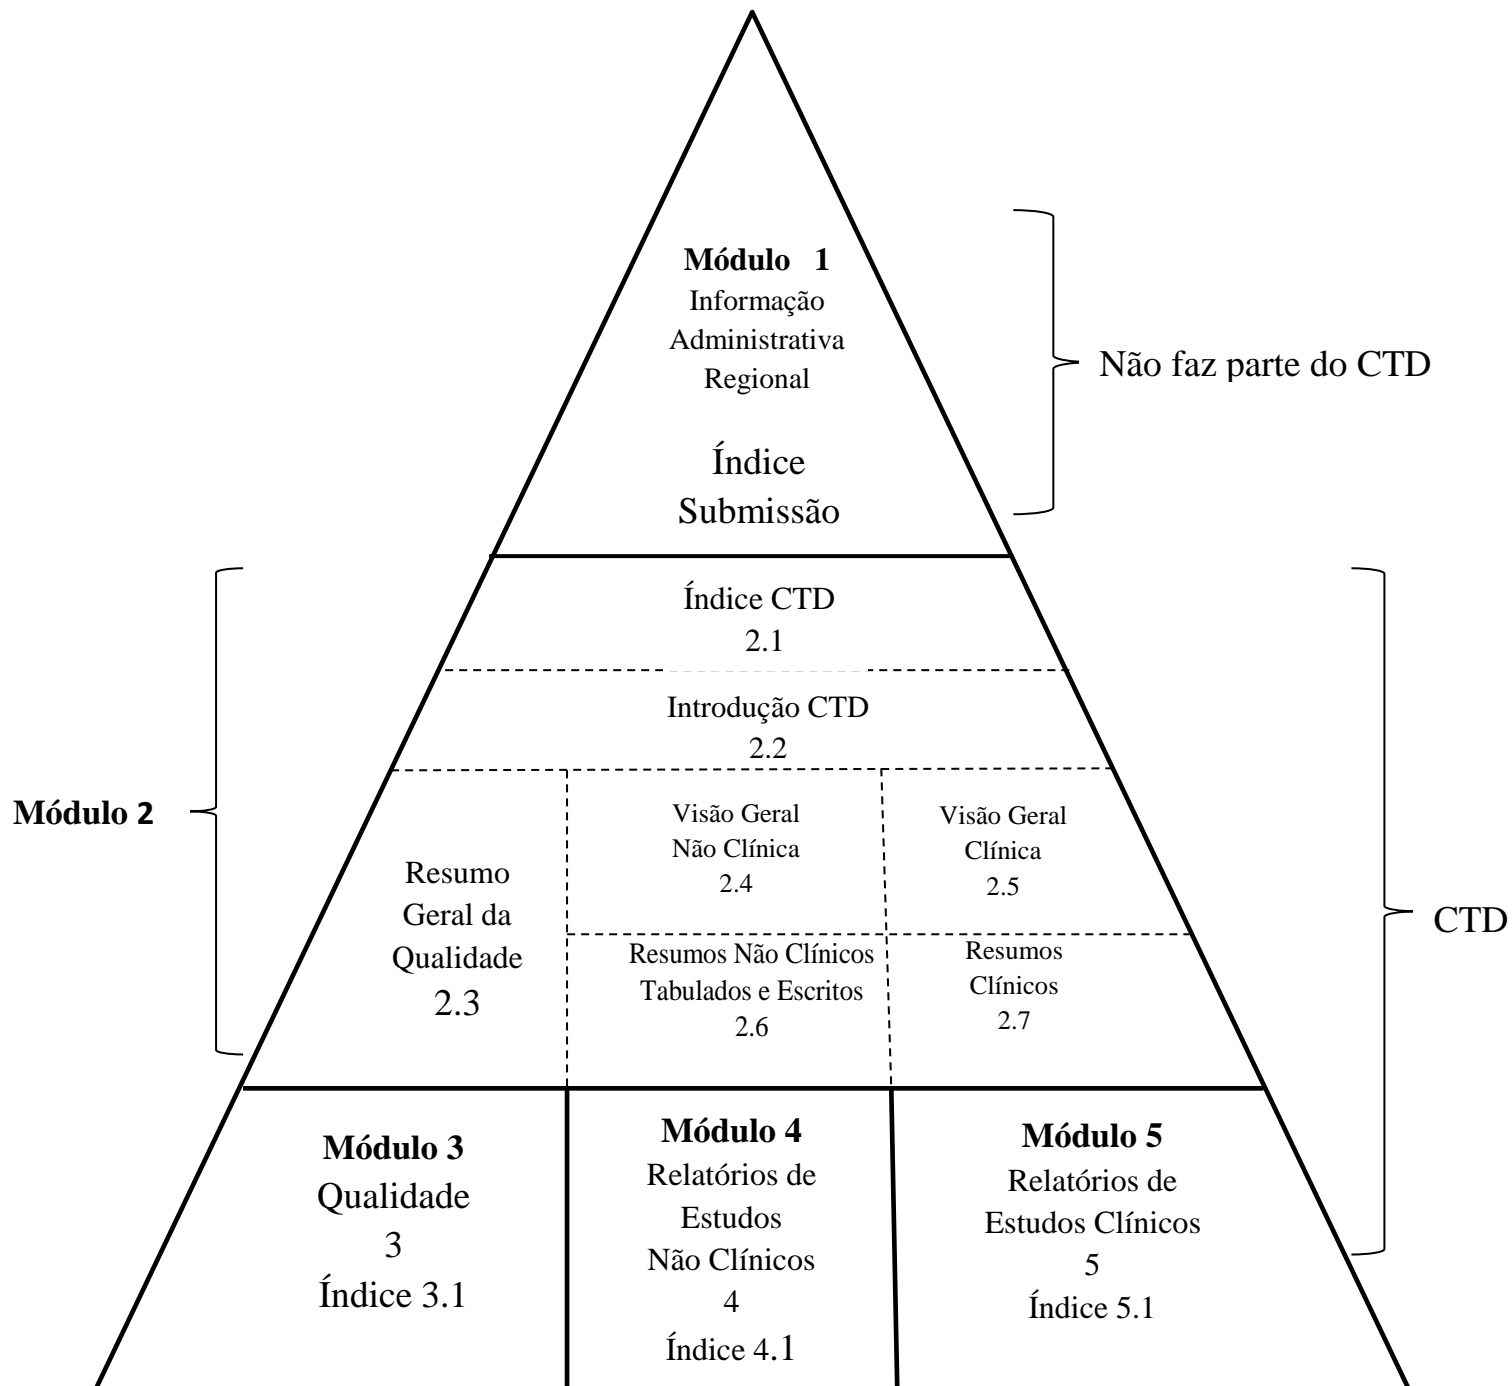 Módulo 1
Informação
Administrativa
Regional
Índice
Submissão
Não faz parte do CTD
Índice CTD
2.1
Introdução CTD
2.2
Módulo 2
Resumo
Geral da
Qualidade
2.3
Visão Geral
Não Clínica
2.4
Visão Geral
Clínica
2.5
Resumos Não Clínicos
Tabulados e Escritos
2.6
Resumos
Clínicos
2.7
CTD
Módulo 3
Qualidade
3
Índice 3.1
Módulo 4
Relatórios de
Estudos
Não Clínicos
4
Índice 4.1
Módulo 5
Relatórios de
Estudos Clínicos
5
Índice 5.1